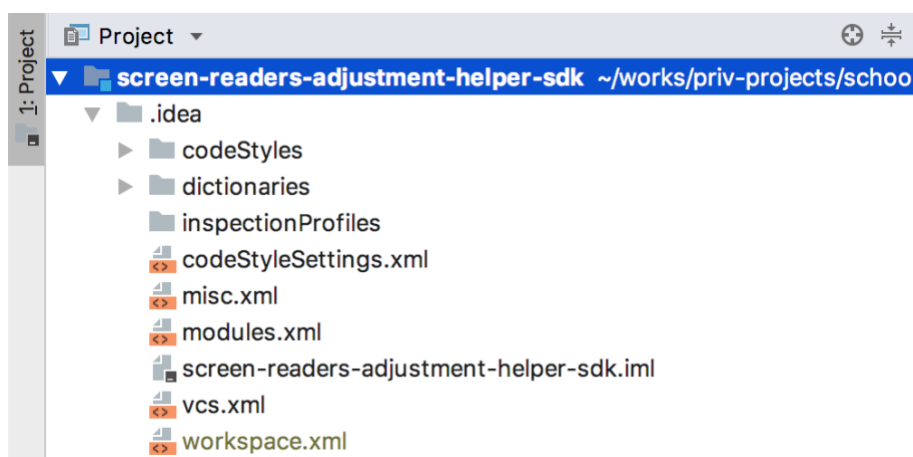 1: Project
Project
screen-readers-adjustment-helper-sdk ~/works/priv-projects/schoo
.idea
codeStyles
dictionaries
inspectionProfiles
codeStyleSettings.xml
misc.xml
modules.xml
screen-readers-adjustment-helper-sdk.iml
vcs.xml
workspace.xml